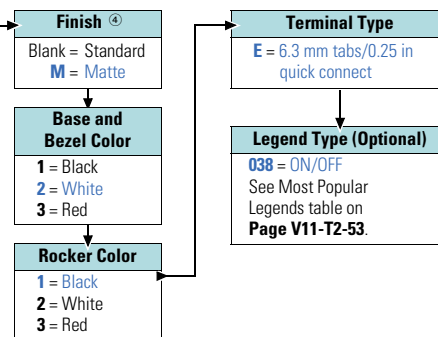 Finish ④
Blank = Standard
M = Matte
Base and
Bezel Color
1 = Black
2 = White
3 = Red
Rocker Color
1 = Black
2 = White
3 = Red
Terminal Type
E = 6.3 mm tabs/0.25 in
quick connect
Legend Type (Optional)
038 = ON/OFF
See Most Popular
Legends table on
Page V11-T2-53.